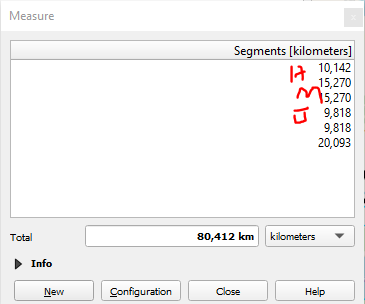 Measure
Segments [kilometers]
10,142
15,270
15,270
9,818
9,818
20,093
Total
80,412 km
kilometers
Info
New
Configuration
Close
Help